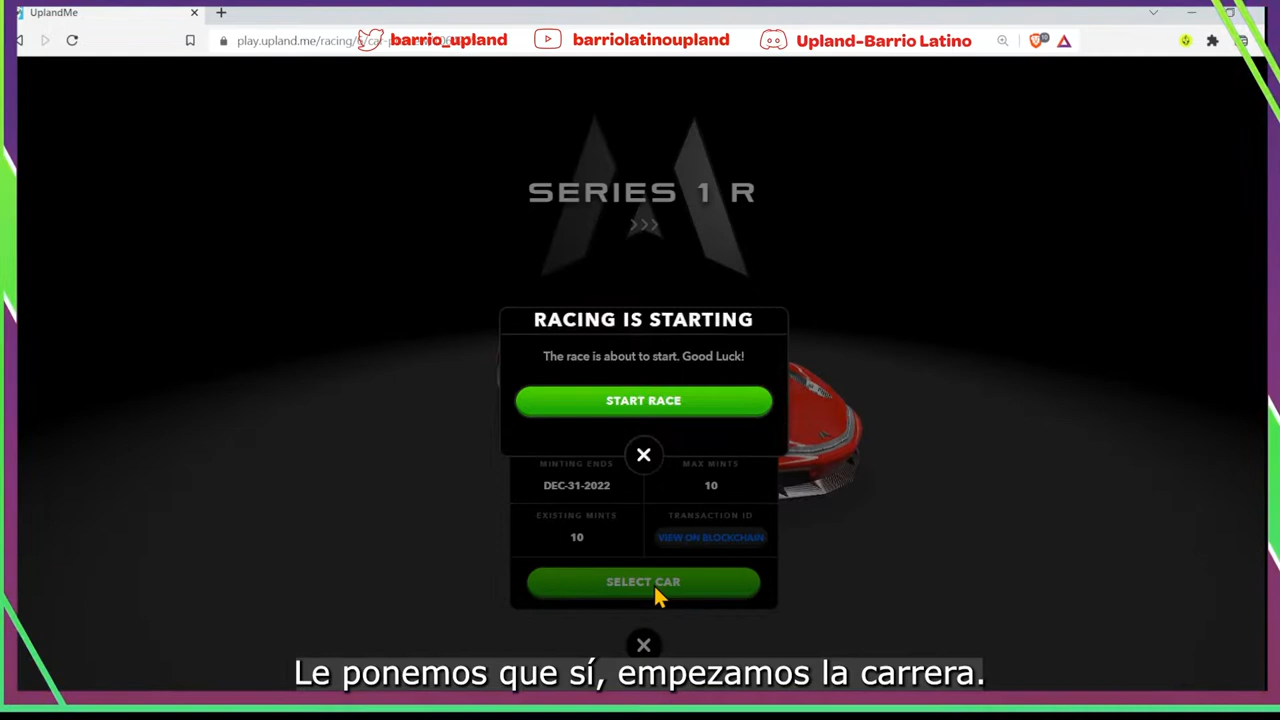 UplandMe
play.upland.me/racing/
barrio_upland
barriolatinoupland
Upland-Barrio Latino
10
SERIES 1 R
>>>
RACING IS STARTING
The race is about to start. Good Luck!
START RACE
MINTING ENDS
MAX MINTS
DEC-31-2022
10
EXISTING MINTS
TRANSACTION ID
10
VIEW ON BLOCKCHAIN
SELECT CAR
Le ponemos que sí, empezamos la carrera.